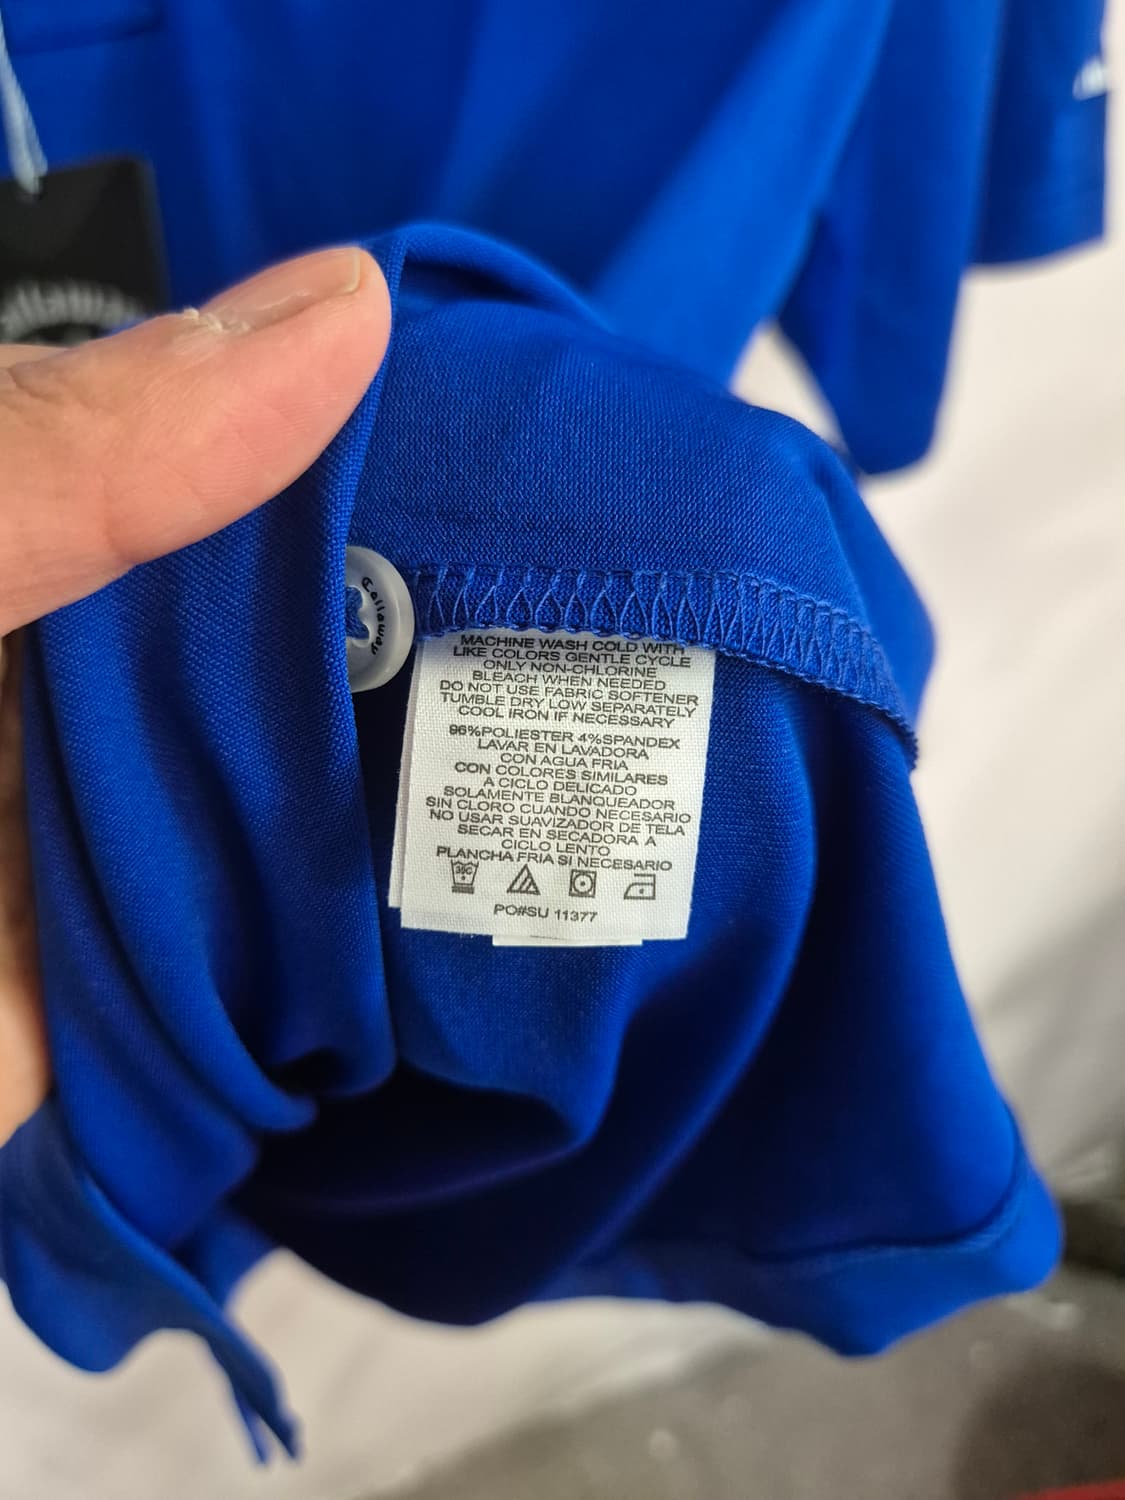 Callaway
Callaway
MACHINE WASH COLD WITH
LIKE COLORS GENTLE CYCLE
ONLY NON-CHLORINE
BLEACH WHEN NEEDED
DO NOT USE FABRIC SOFTENER
TUMBLE DRY LOW SEPARATELY
COOL IRON IF NECESSARY
96%POLIESTER 4%SPANDEX
LAVAR EN LAVADORA
CON AGUA FRIA
CON COLORES SIMILARES
A CICLO DELICADO
SOLAMENTE BLANQUEADOR
SIN CLORO CUANDO NECESARIO
NO USAR SUAVIZADOR DE TELA
SECAR EN SECADORA A
CICLO LENTO
PLANCHA FRIA SI NECESARIO
30C
PO#SU 11377